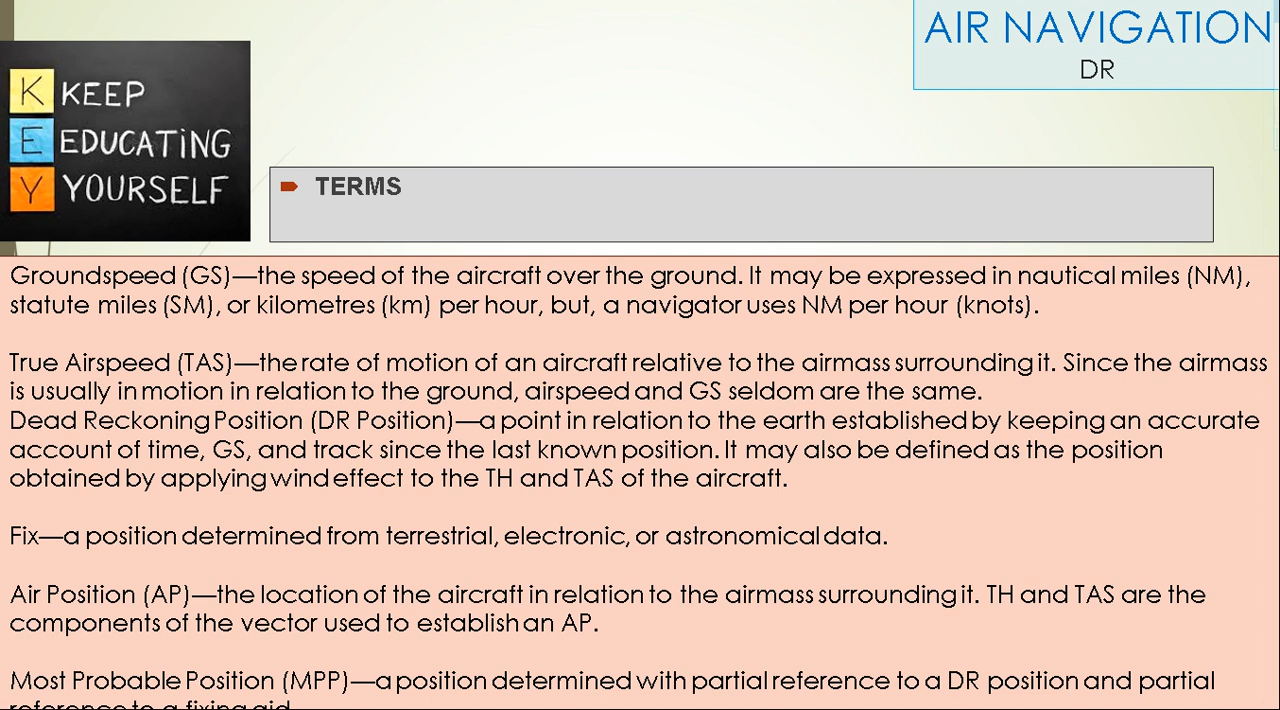 AIR NAVIGATION
DR
K KEEP
E EDUCATING
Y YOURSELF
TERMS
Groundspeed (GS)—the speed of the aircraft over the ground. It may be expressed in nautical miles (NM),
statute miles (SM), or kilometres (km) per hour, but, a navigator uses NM per hour (knots).
True Airspeed (TAS)—the rate of motion of an aircraft relative to the airmass surrounding it. Since the airmass
is usually in motion in relation to the ground, airspeed and GS seldom are the same.
Dead Reckoning Position (DR Position)—a point in relation to the earth established by keeping an accurate
account of time, GS, and track since the last known position. It may also be defined as the position
obtained by applying wind effect to the TH and TAS of the aircraft.
Fix—a position determined from terrestrial, electronic, or astronomical data.
Air Position (AP)—the location of the aircraft in relation to the airmass surrounding it. TH and TAS are the
components of the vector used to establish an AP.
Most Probable Position (MPP)—a position determined with partial reference to a DR position and partial
reference to a fixing aid.